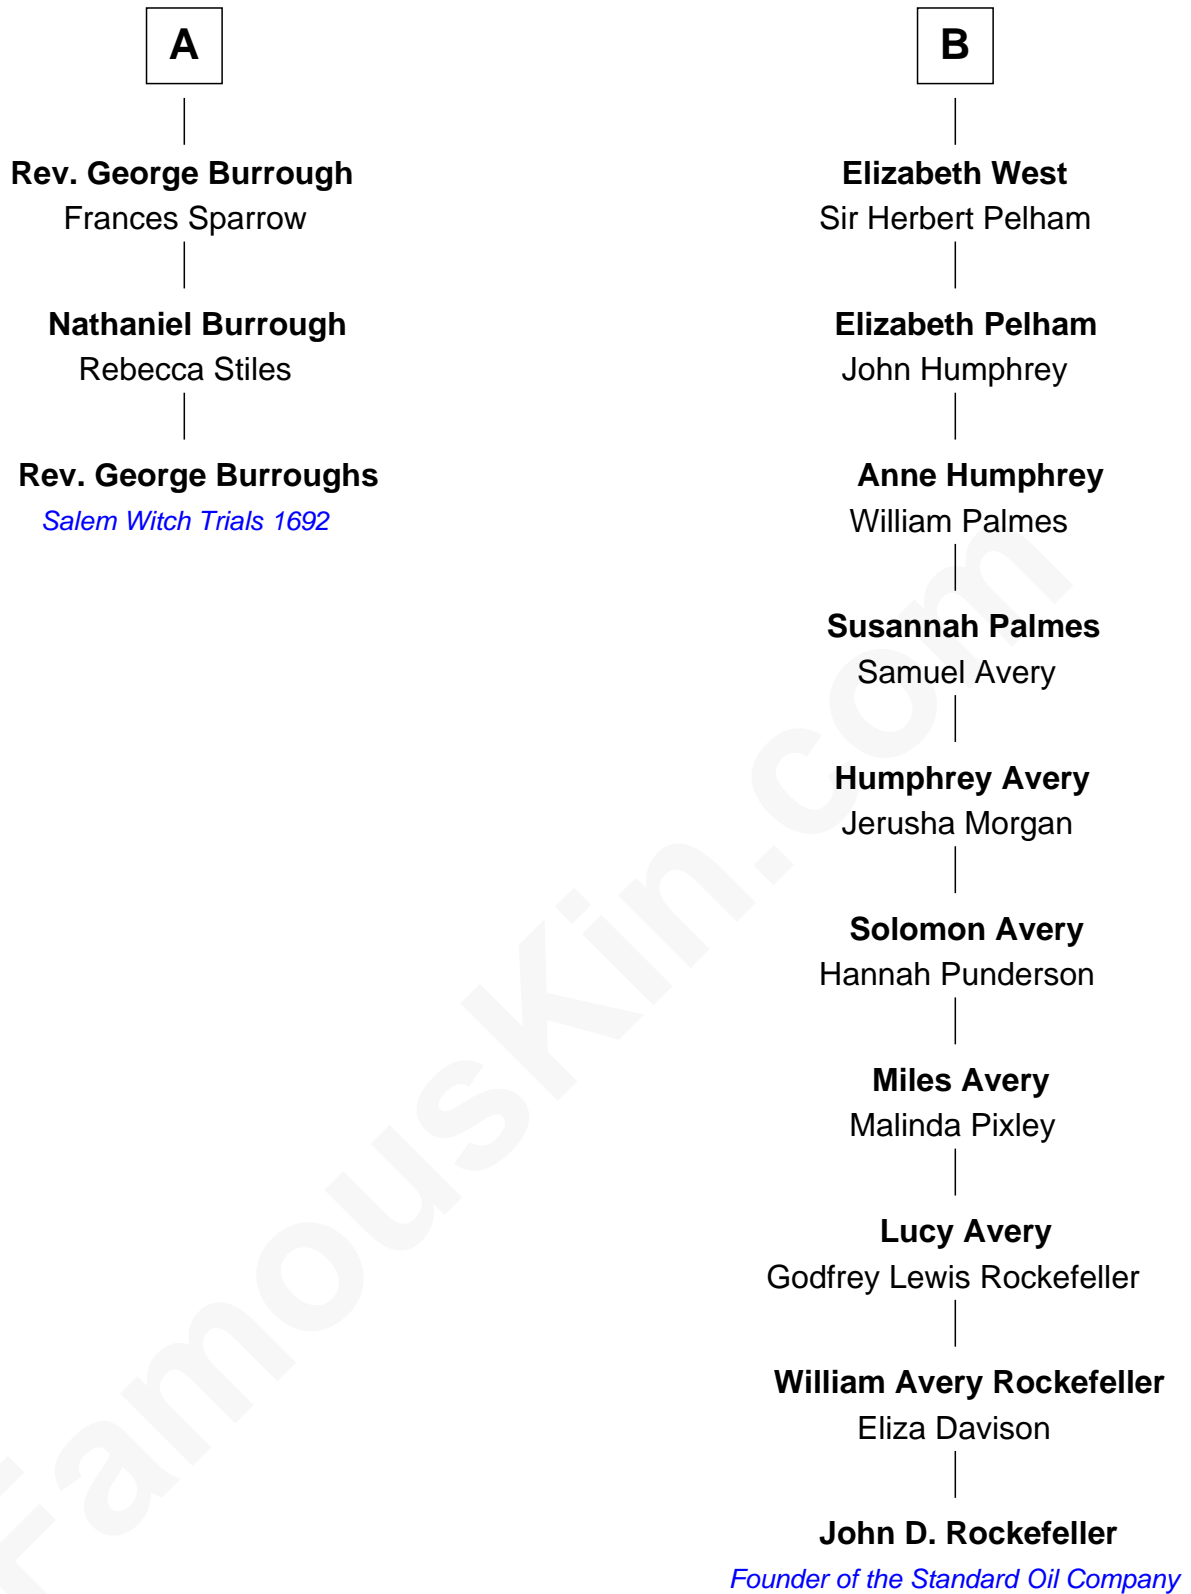 A
Rev. George Burrough
Frances Sparrow
Nathaniel Burrough
Rebecca Stiles
Rev. George Burroughs
Salem Witch Trials 1692
B
Elizabeth West
Sir Herbert Pelham
Elizabeth Pelham
John Humphrey
Anne Humphrey
William Palmes
Susannah Palmes
Samuel Avery
Humphrey Avery
Jerusha Morgan
Solomon Avery
Hannah Punderson
Miles Avery
Malinda Pixley
Lucy Avery
Godfrey Lewis Rockefeller
William Avery Rockefeller
Eliza Davison
John D. Rockefeller
Founder of the Standard Oil Company
FamousKin.com